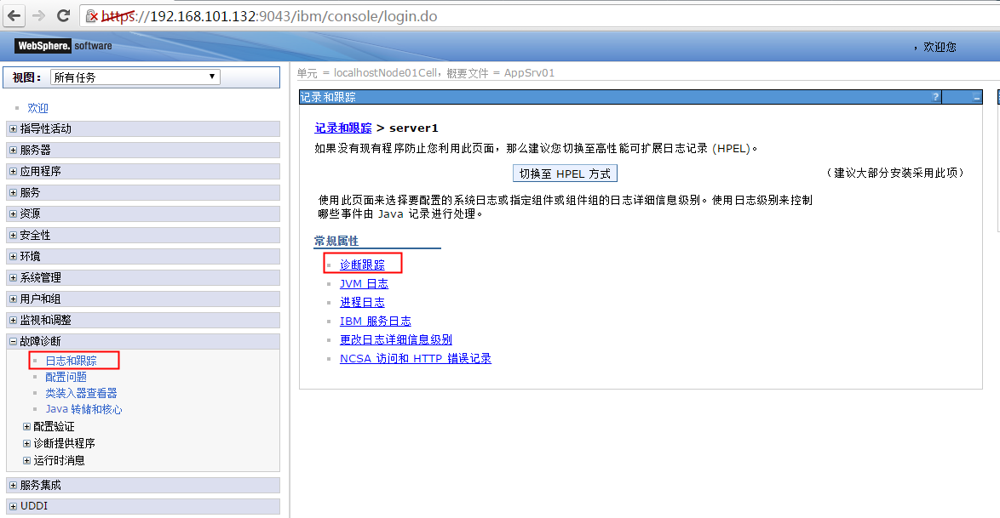 https://192.168.101.132:9043/ibm/console/login.do
WebSphere. software
，欢迎您
视图： 所有任务
欢迎
指导性活动
服务器
应用程序
服务
资源
安全性
环境
系统管理
用户和组
监视和调整
故障诊断
日志和跟踪
配置问题
类装入器查看器
Java 转储和核心
配置验证
诊断提供程序
运行时消息
服务集成
UDDI
单元 = localhostNode01Cell，概要文件 = AppSrv01
记录和跟踪 ? –
记录和跟踪 > server1
如果没有现有程序防止您利用此页面，那么建议您切换至高性能可扩展日志记录 (HPEL)。
切换至 HPEL 方式
（建议大部分安装采用此项）
使用此页面来选择要配置的系统日志或指定组件或组件组的日志详细信息级别。使用日志级别来控制
哪些事件由 Java 记录进行处理。
常规属性
诊断跟踪
JVM 日志
进程日志
IBM 服务日志
更改日志详细信息级别
NCSA 访问和 HTTP 错误记录